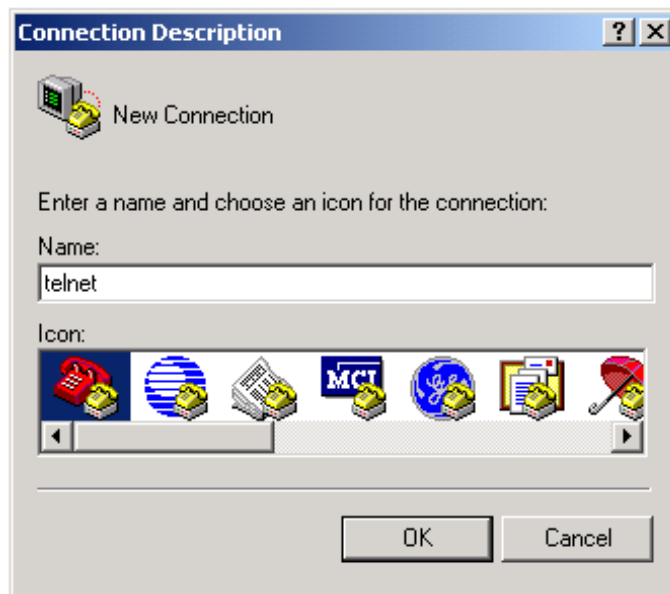 Connection Description
New Connection
Enter a name and choose an icon for the connection:
Name:
telnet
Icon:
MCI
OK
Cancel